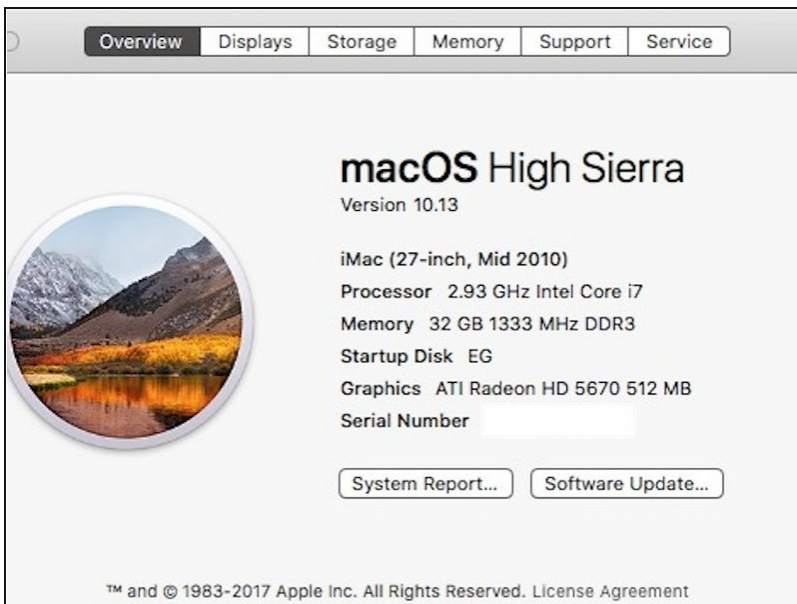 Overview Displays Storage Memory Support Service
macOS High Sierra
Version 10.13
iMac (27-inch, Mid 2010)
Processor 2.93 GHz Intel Core i7
Memory 32 GB 1333 MHz DDR3
Startup Disk EG
Graphics ATI Radeon HD 5670 512 MB
Serial Number
System Report... Software Update...
™ and © 1983-2017 Apple Inc. All Rights Reserved. License Agreement